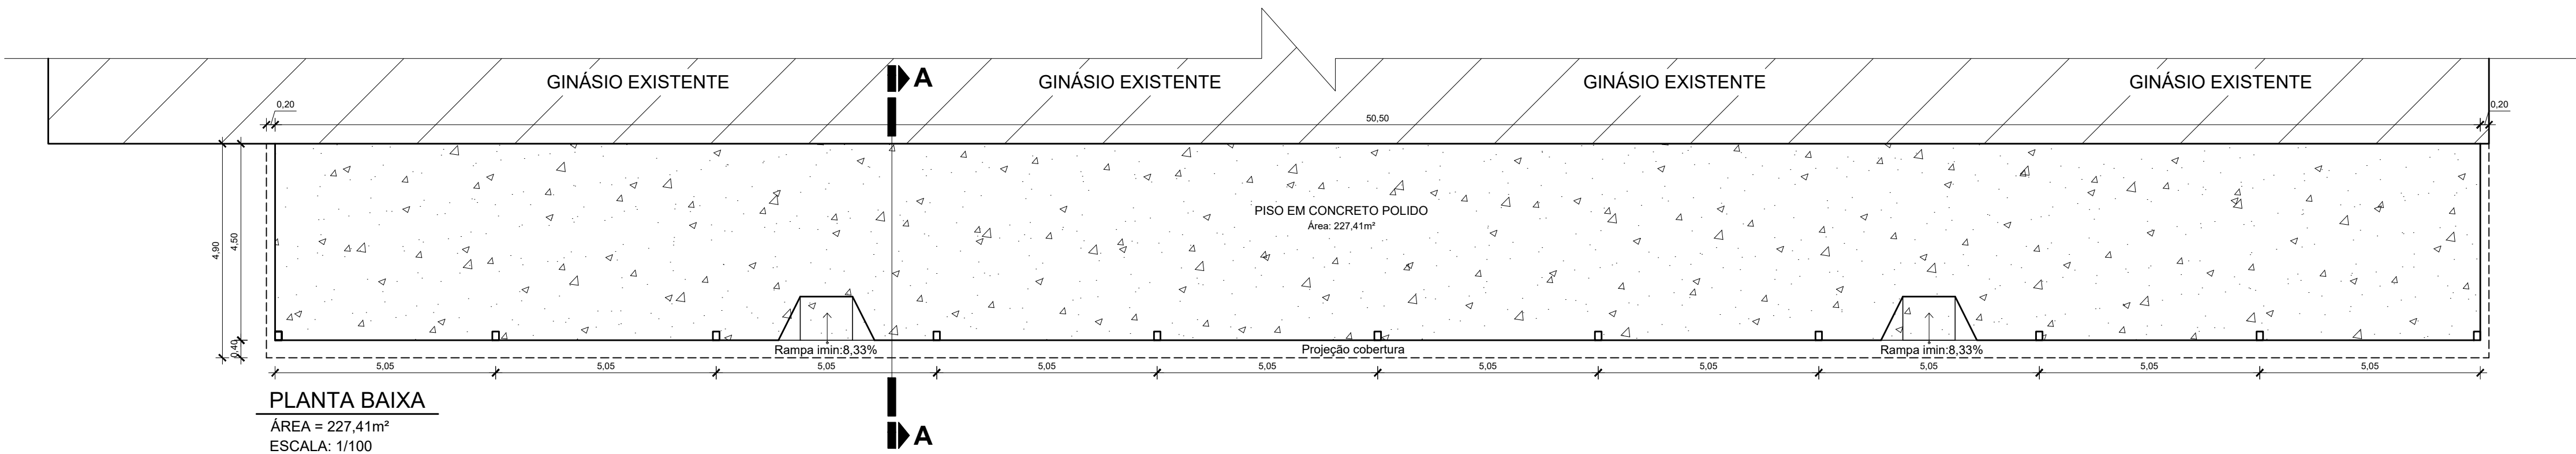 GINÁSIO EXISTENTE
A
GINÁSIO EXISTENTE
GINÁSIO EXISTENTE
GINÁSIO EXISTENTE
0,20
50,50
0,20
4,90
4,50
0,40
PISO EM CONCRETO POLIDO
Área: 227,41m²
Rampa imin:8,33%
Projeção cobertura
Rampa imin:8,33%
5,05
5,05
5,05
5,05
5,05
5,05
5,05
5,05
5,05
5,05
PLANTA BAIXA
ÁREA = 227,41m²
ESCALA: 1/100
A